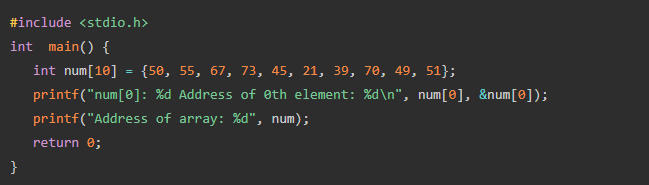 #include <stdio.h>
int  main() {
   int num[10] = {50, 55, 67, 73, 45, 21, 39, 70, 49, 51};
   printf("num[0]: %d Address of 0th element: %d\n", num[0], &num[0]);
   printf("Address of array: %d", num);
   return 0;
}